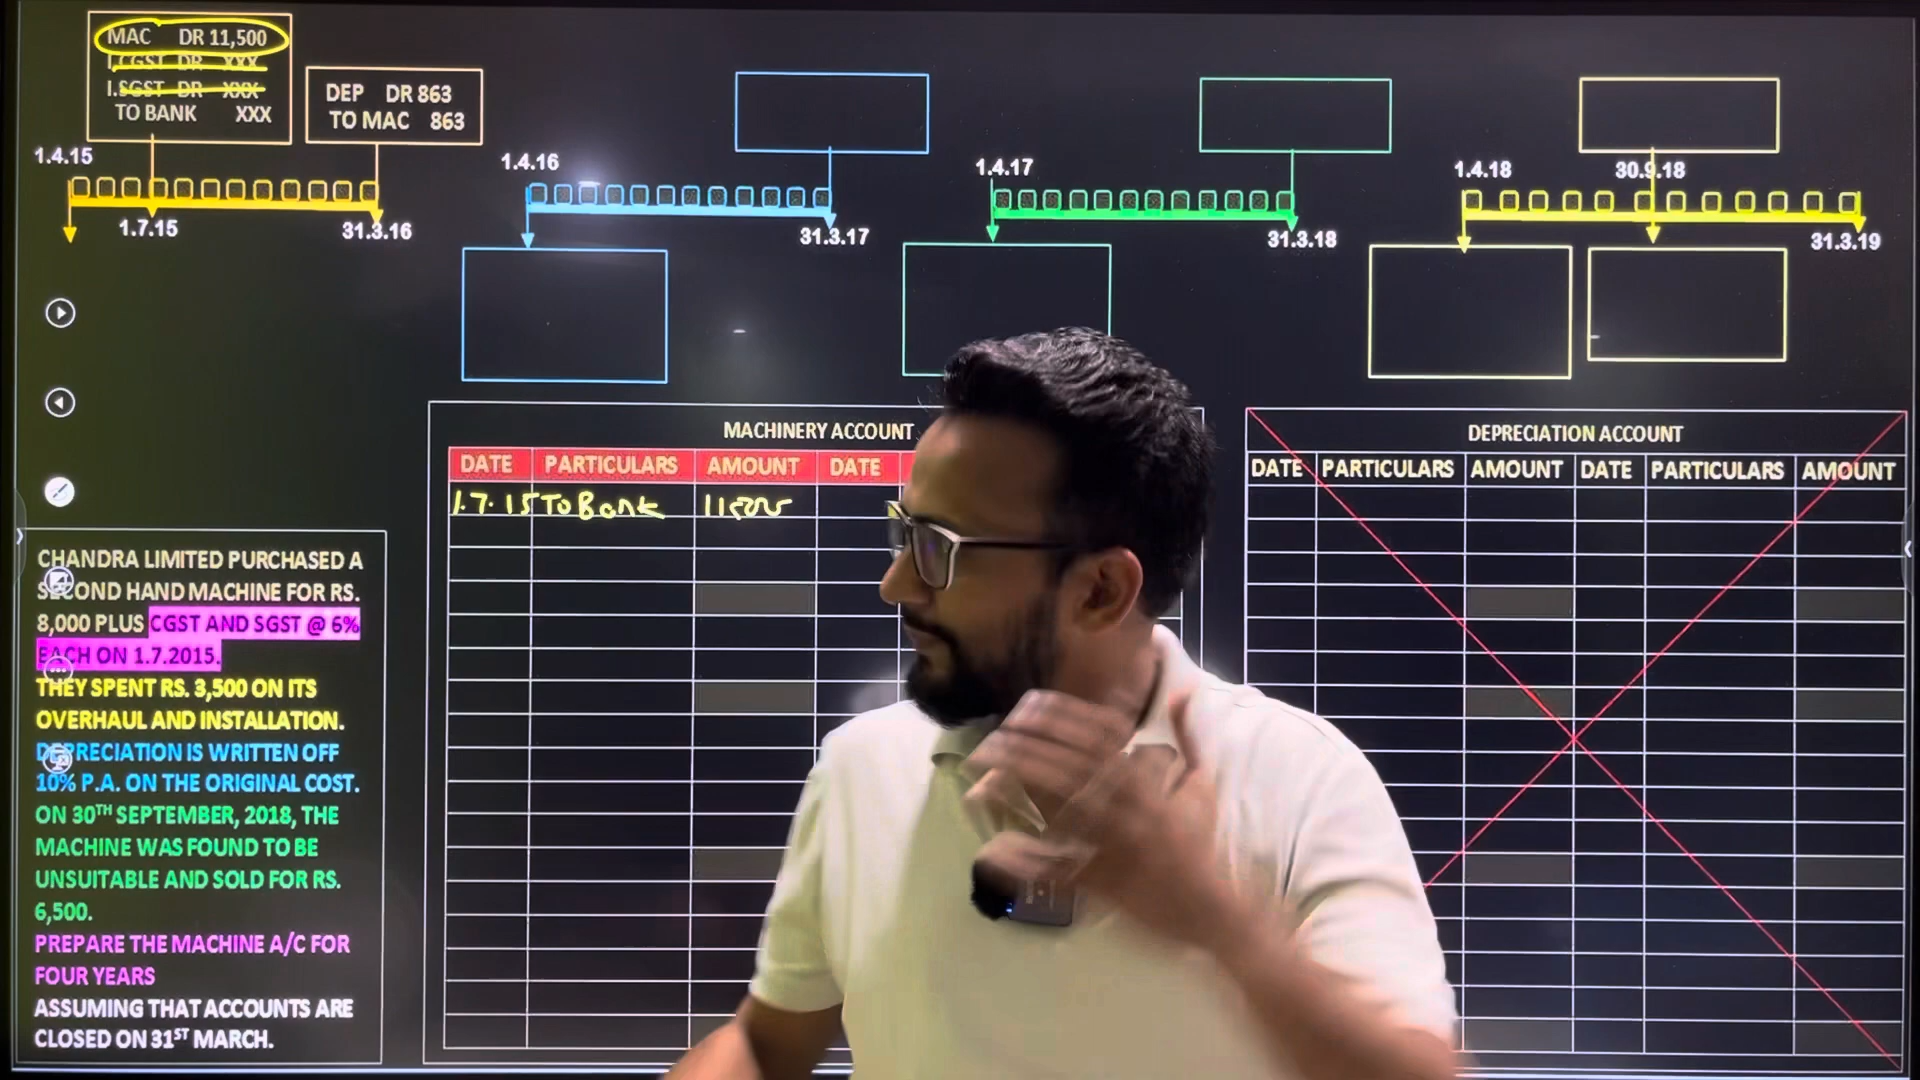 MAC DR 11,500
I.CGST DR XXX
I.SGST DR XXX
TO BANK XXX
DEP DR 863
TO MAC 863
1.4.15
1.7.15
31.3.16
1.4.16
31.3.17
1.4.17
31.3.18
1.4.18
30.9.18
31.3.19
MACHINERY ACCOUNT
DATE PARTICULARS AMOUNT DATE
1.7.15 To Bank 11500
DEPRECIATION ACCOUNT
DATE PARTICULARS AMOUNT DATE PARTICULARS AMOUNT
CHANDRA LIMITED PURCHASED A
SECOND HAND MACHINE FOR RS.
8,000 PLUS CGST AND SGST @ 6%
EACH ON 1.7.2015.
THEY SPENT RS. 3,500 ON ITS
OVERHAUL AND INSTALLATION.
DEPRECIATION IS WRITTEN OFF
10% P.A. ON THE ORIGINAL COST.
ON 30TH SEPTEMBER, 2018, THE
MACHINE WAS FOUND TO BE
UNSUITABLE AND SOLD FOR RS.
6,500.
PREPARE THE MACHINE A/C FOR
FOUR YEARS
ASSUMING THAT ACCOUNTS ARE
CLOSED ON 31ST MARCH.